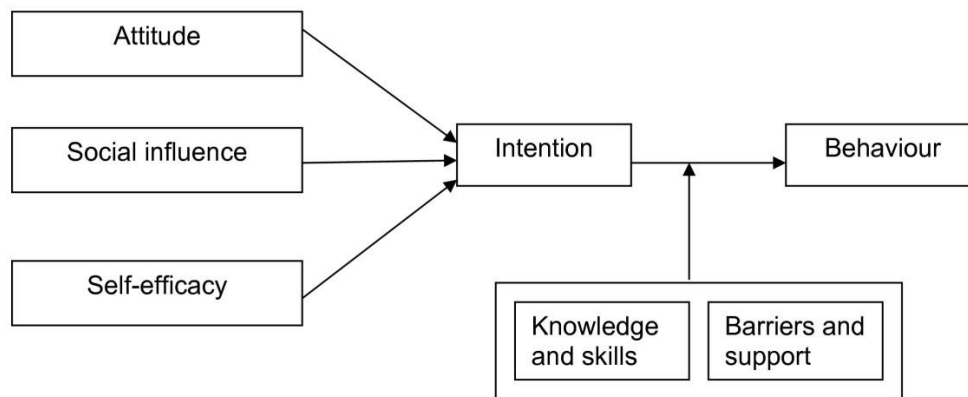 Attitude
Social influence
Self-efficacy
Intention
Behaviour
Knowledge
and skills
Barriers and
support